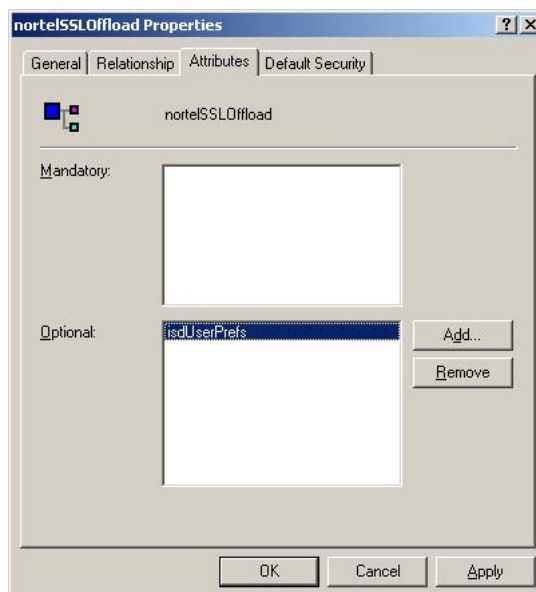 nortelSSLOffload Properties
General Relationship Attributes Default Security
nortelSSLOffload
Mandatory:
Optional:
isdUserPrefs
Add...
Remove
OK Cancel Apply